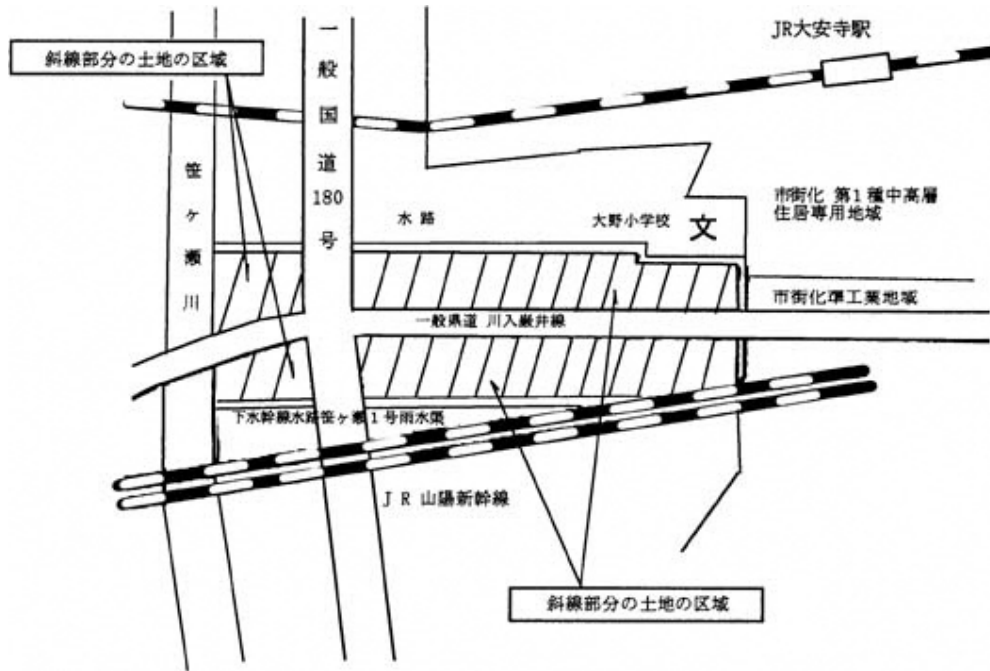 JR大安寺駅
斜線部分の土地の区域
一般国道180号
笹ヶ瀬川
水路
大野小学校
文
市街化 第1種中高層
住居専用地域
市街化準工業地域
一般県道 川入巌井線
下水幹線水路笹ヶ瀬1号雨水渠
JR山陽新幹線
斜線部分の土地の区域